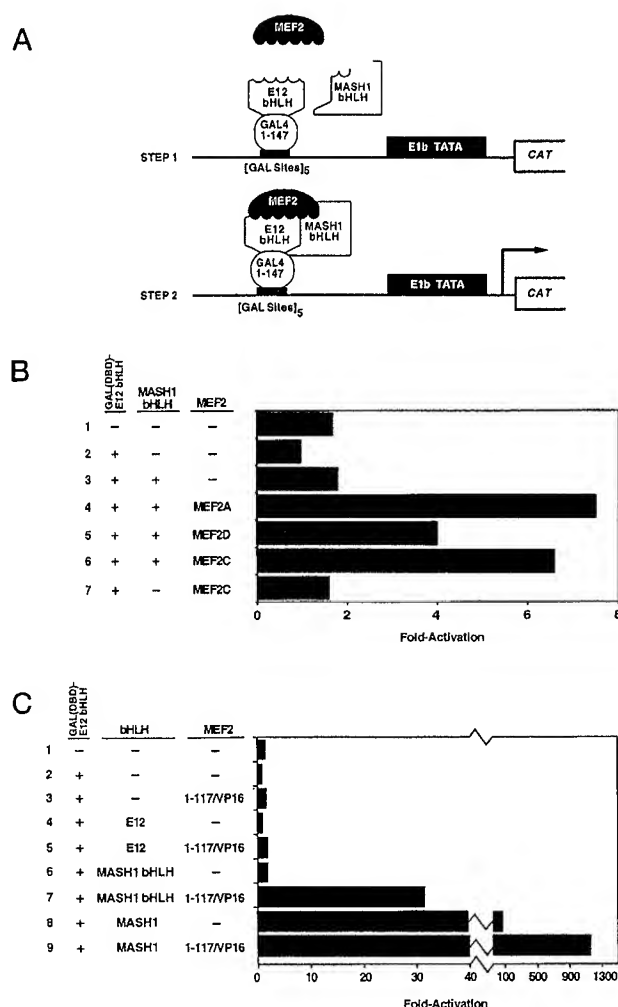 A
MEF2
E12
bHLH
MASH1
bHLH
GAL4
1-147
E1b TATA
CAT
STEP 1
[GAL Sites]5
MEF2
E12
bHLH
MASH1
bHLH
GAL4
1-147
E1b TATA
CAT
STEP 2
[GAL Sites]5
B
GAL(DBD)-
E12 bHLH
MASH1
bHLH
MEF2
1 – – –
2 + – –
3 + + –
4 + + MEF2A
5 + + MEF2D
6 + + MEF2C
7 + – MEF2C
0 2 4 6 8
Fold-Activation
C
GAL(DBD)-
E12 bHLH
bHLH
MEF2
1 – – –
2 + – –
3 + – 1-117/VP16
4 + E12 –
5 + E12 1-117/VP16
6 + MASH1 bHLH –
7 + MASH1 bHLH 1-117/VP16
8 + MASH1 –
9 + MASH1 1-117/VP16
0 10 20 30 40 100 500 900 1300
Fold-Activation